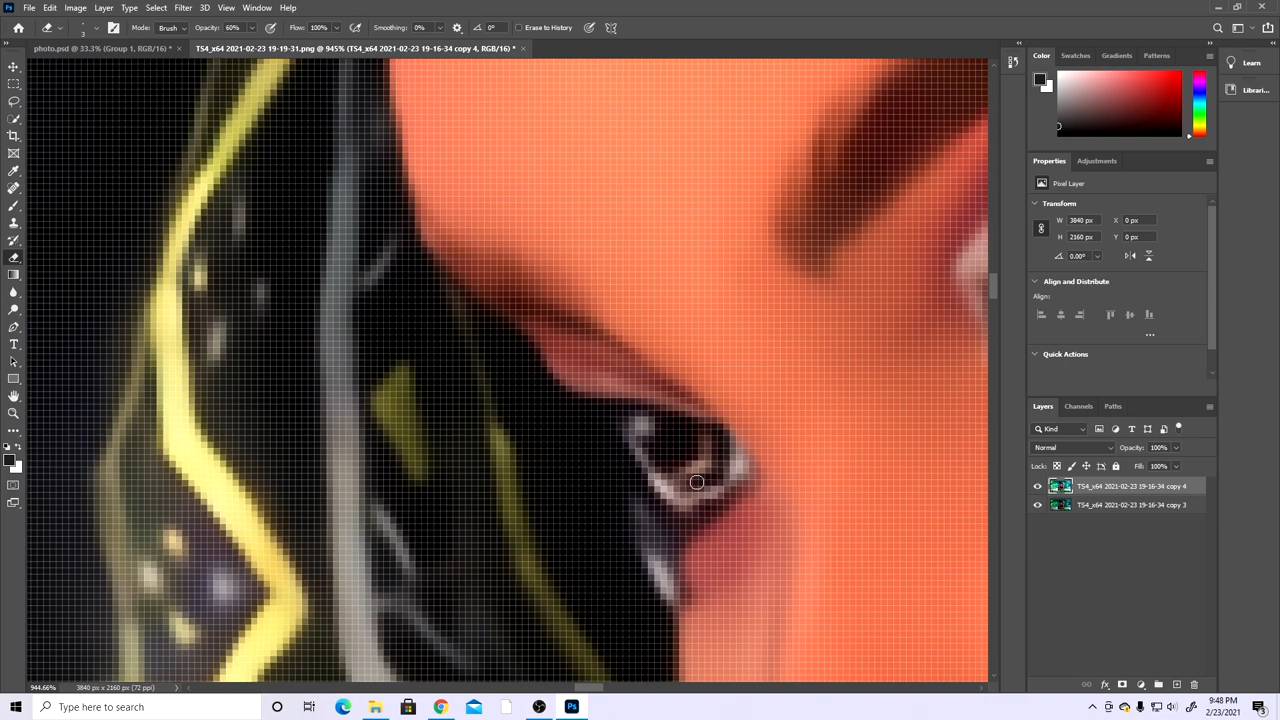 Ps File Edit Image Layer Type Select Filter 3D View Window Help
3 Mode: Brush Opacity: 60% Flow: 100% Smoothing: 0% 0° Erase to History
photo.psd @ 33.3% (Group 1, RGB/16) * × TS4_x64 2021-02-23 19-19-31.png @ 945% (TS4_x64 2021-02-23 19-16-34 copy 4, RGB/16) * ×
Color Swatches Gradients Patterns
Learn
Librari...
Properties Adjustments
Pixel Layer
Transform
W 3840 px X 0 px
H 2160 px Y 0 px
0.00°
Align and Distribute
Align:
...
Quick Actions
Layers Channels Paths
Kind
Normal Opacity: 100%
Lock: Fill: 100%
TS4_x64 2021-02-23 19-16-34 copy 4
TS4_x64 2021-02-23 19-16-34 copy 3
944.66% 3840 px x 2160 px (72 ppi)
Type here to search
Ps
9:48 PM
2/23/2021
3